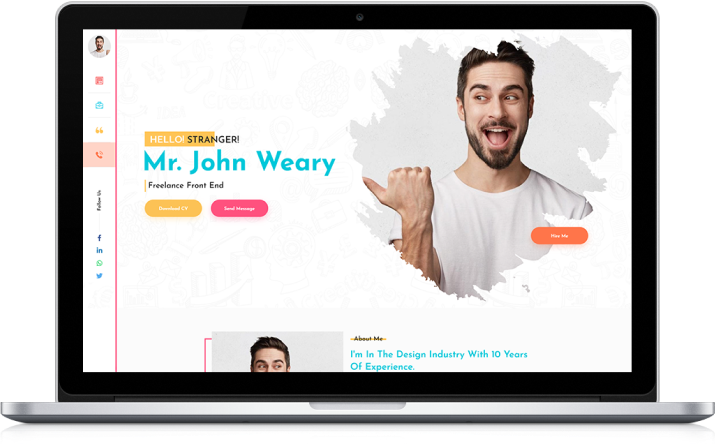 HELLO! STRANGER!
Mr. John Weary
Freelance Front End
Download CV
Send Message
Hire Me
Follow Us
About Me
I'm In The Design Industry With 10 Years
Of Experience.